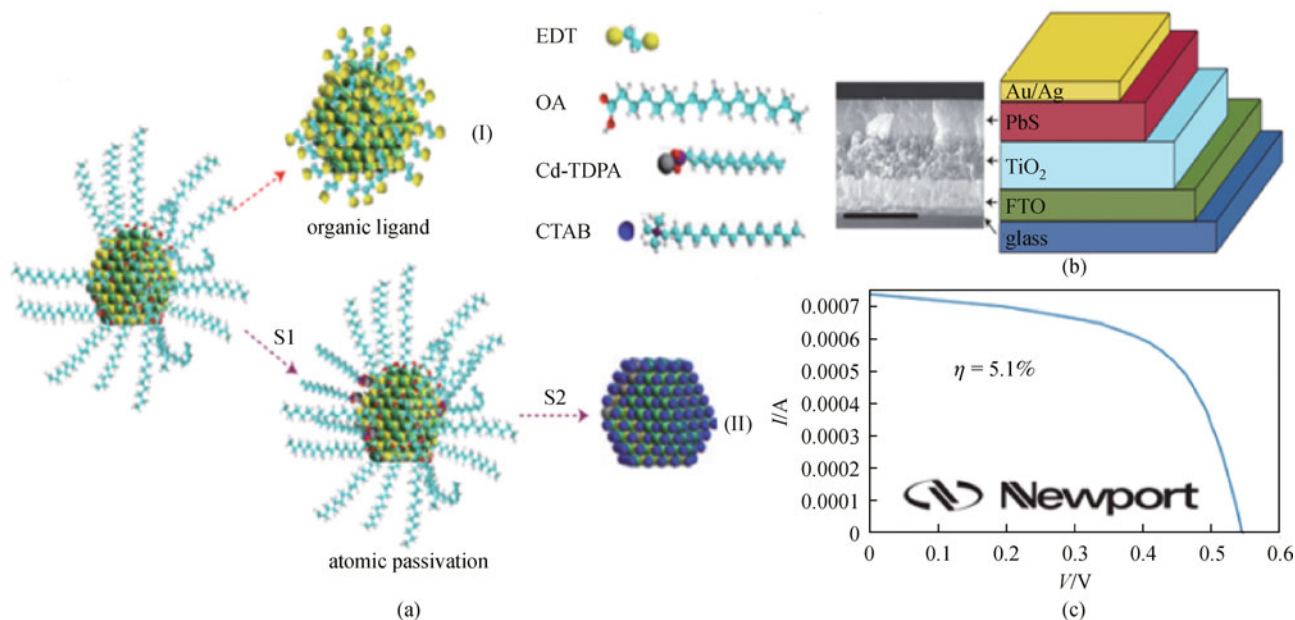 EDT
OA
Cd-TDPA
CTAB
(I)
organic ligand
S1
S2
(II)
atomic passivation
(a)
Au/Ag
PbS
TiO₂
FTO
glass
(b)
0.0007
0.0006
0.0005
0.0004
0.0003
0.0002
0.0001
0
I/A
η = 5.1%
Newport
0 0.1 0.2 0.3 0.4 0.5 0.6
V/V
(c)